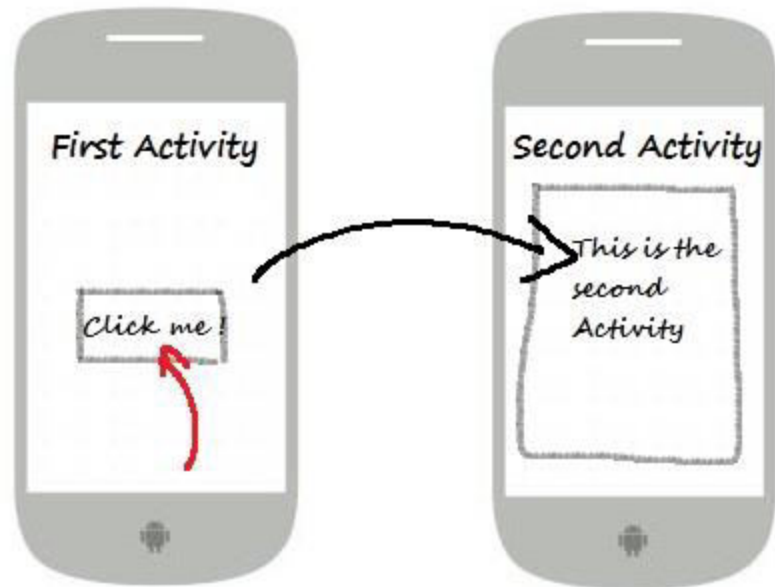 First Activity
Click me!
Second Activity
This is the
second
Activity